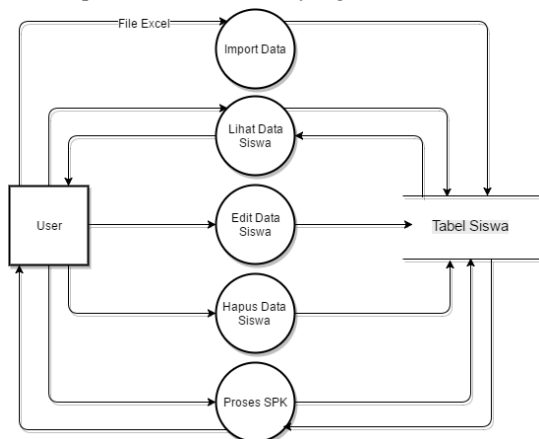 File Excel
Import Data
Lihat Data
Siswa
User
Edit Data
Siswa
Tabel Siswa
Hapus Data
Siswa
Proses SPK